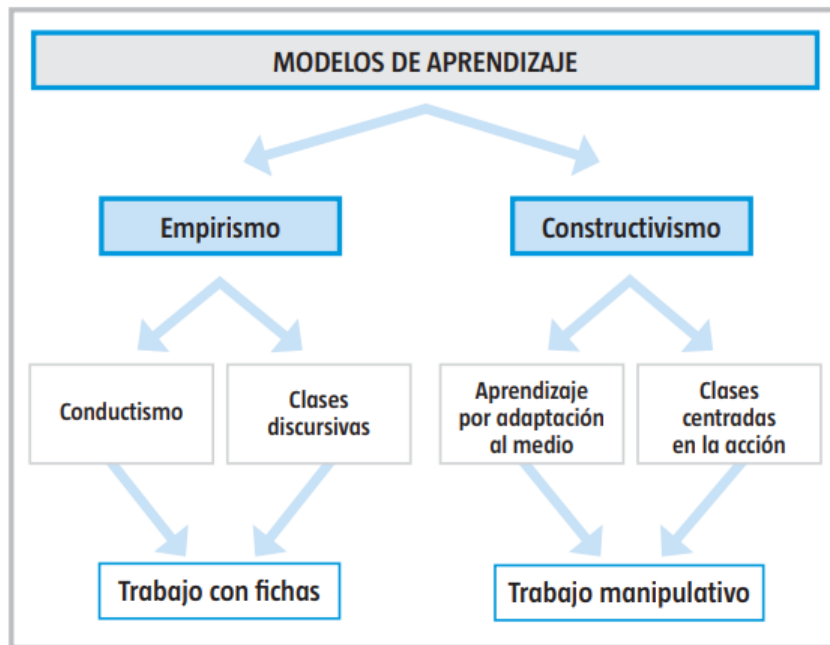 MODELOS DE APRENDIZAJE
Empirismo
Constructivismo
Conductismo
Clases
discursivas
Aprendizaje
por adaptación
al medio
Clases
centradas
en la acción
Trabajo con fichas
Trabajo manipulativo